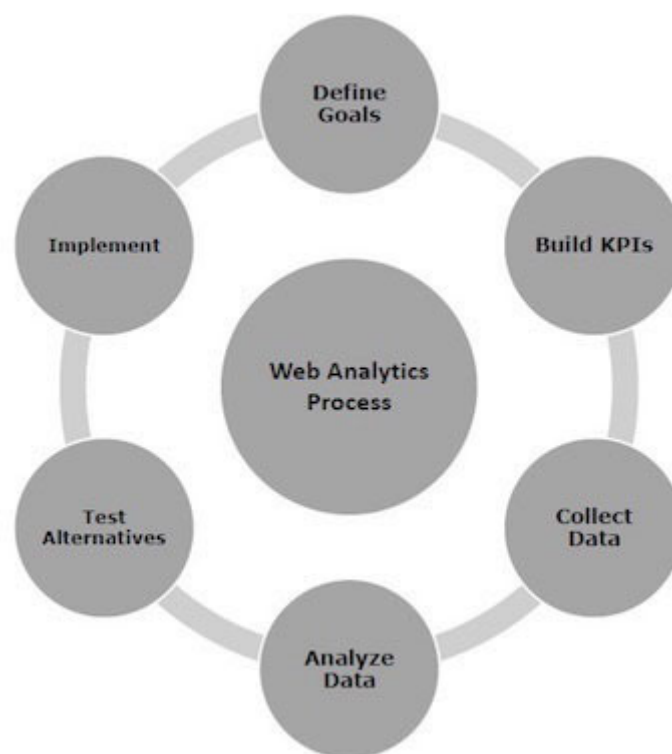 Define
Goals
Build KPIs
Collect
Data
Analyze
Data
Test
Alternatives
Implement
Web Analytics
Process